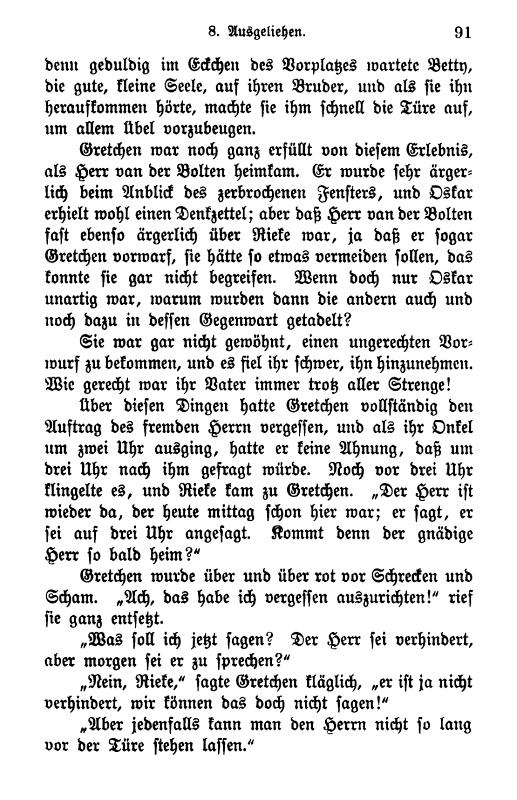 8. Ausgeliehen. 91
denn geduldig im Eckchen des Vorplatzes wartete Betty,
die gute, kleine Seele, auf ihren Bruder, und als sie ihn
heraufkommen hörte, machte sie ihm schnell die Türe auf,
um allem Übel vorzubeugen.
Gretchen war noch ganz erfüllt von diesem Erlebnis,
als Herr van der Bolten heimkam. Er wurde sehr ärger-
lich beim Anblick des zerbrochenen Fensters, und Oskar
erhielt wohl einen Denkzettel; aber daß Herr van der Bolten
fast ebenso ärgerlich über Rieke war, ja daß er sogar
Gretchen vorwarf, sie hätte so etwas vermeiden sollen, das
konnte sie gar nicht begreifen. Wenn doch nur Oskar
unartig war, warum wurden dann die andern auch und
noch dazu in dessen Gegenwart getadelt?
Sie war gar nicht gewöhnt, einen ungerechten Vor-
wurf zu bekommen, und es fiel ihr schwer, ihn hinzunehmen.
Wie gerecht war ihr Vater immer trotz aller Strenge!
Über diesen Dingen hatte Gretchen vollständig den
Auftrag des fremden Herrn vergessen, und als ihr Onkel
um zwei Uhr ausging, hatte er keine Ahnung, daß um
drei Uhr nach ihm gefragt würde. Noch vor drei Uhr
klingelte es, und Rieke kam zu Gretchen. „Der Herr ist
wieder da, der heute mittag schon hier war; er sagt, er
sei auf drei Uhr angesagt. Kommt denn der gnädige
Herr so bald heim?“
Gretchen wurde über und über rot vor Schrecken und
Scham. „Ach, das habe ich vergessen auszurichten!“ rief
sie ganz entsetzt.
„Was soll ich jetzt sagen? Der Herr sei verhindert,
aber morgen sei er zu sprechen?“
„Nein, Rieke,“ sagte Gretchen kläglich, „er ist ja nicht
verhindert, wir können das doch nicht sagen!“
„Aber jedenfalls kann man den Herrn nicht so lang
vor der Türe stehen lassen.“